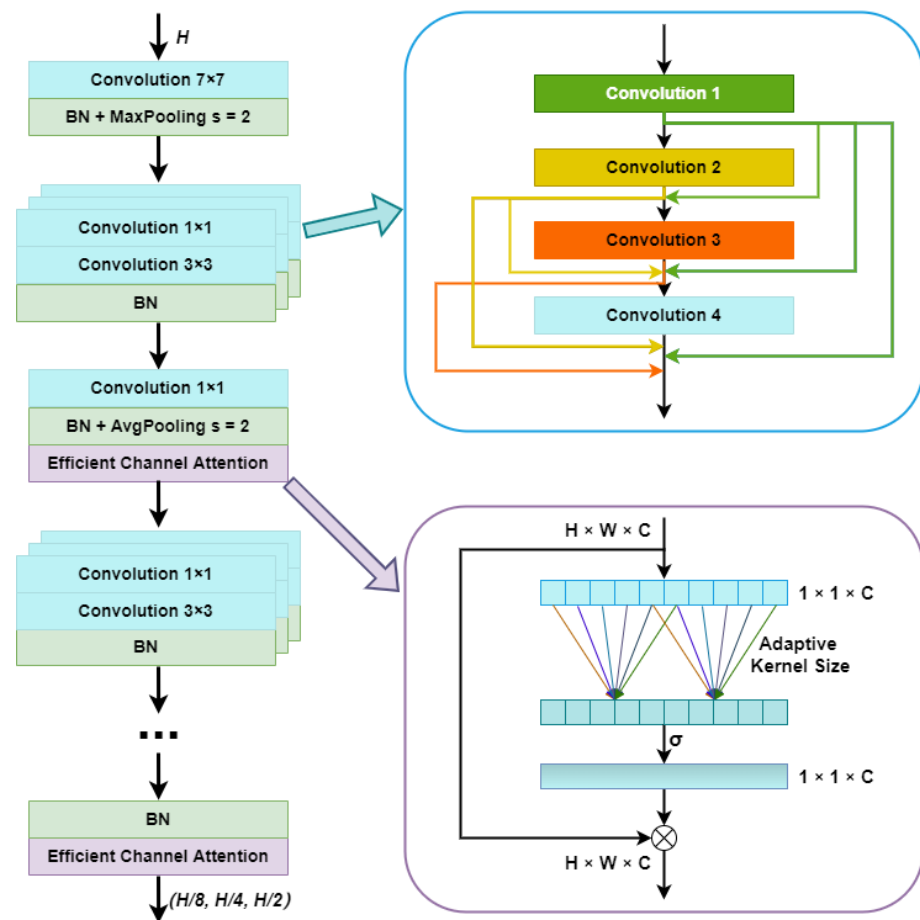 H
Convolution 7×7
BN + MaxPooling s = 2
Convolution 1×1
Convolution 3×3
BN
Convolution 1×1
BN + AvgPooling s = 2
Efficient Channel Attention
Convolution 1×1
Convolution 3×3
BN
...
BN
Efficient Channel Attention
(H/8, H/4, H/2)
Convolution 1
Convolution 2
Convolution 3
Convolution 4
H × W × C
1 × 1 × C
Adaptive
Kernel Size
σ
1 × 1 × C
H × W × C